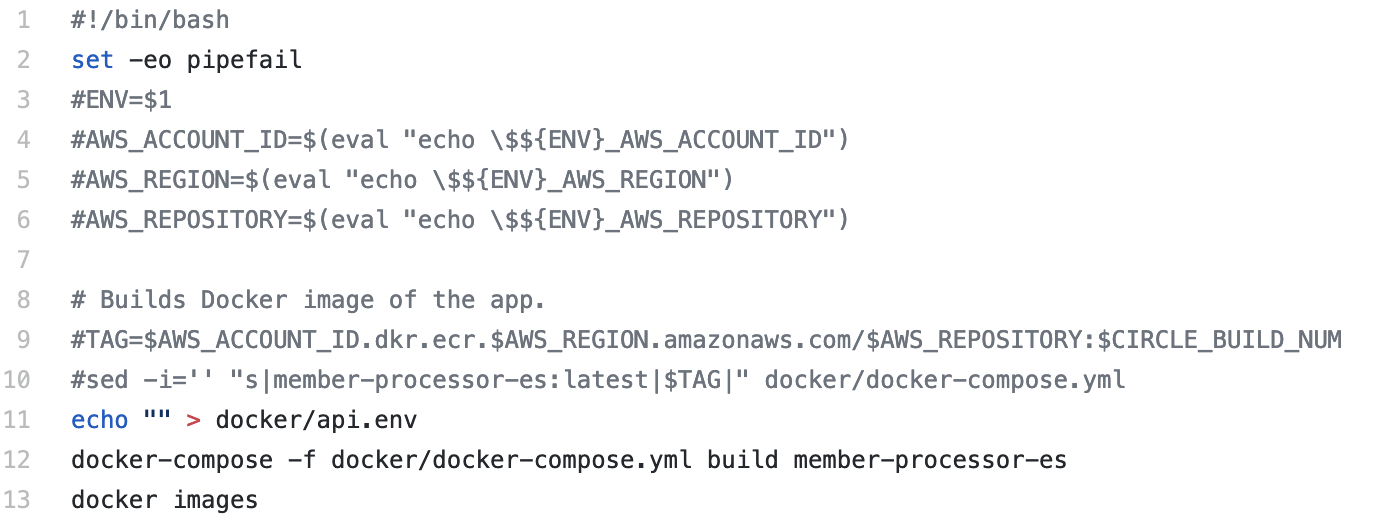 1 #!/bin/bash
2 set -eo pipefail
3 #ENV=$1
4 #AWS_ACCOUNT_ID=$(eval "echo \$${ENV}_AWS_ACCOUNT_ID")
5 #AWS_REGION=$(eval "echo \$${ENV}_AWS_REGION")
6 #AWS_REPOSITORY=$(eval "echo \$${ENV}_AWS_REPOSITORY")
7
8 # Builds Docker image of the app.
9 #TAG=$AWS_ACCOUNT_ID.dkr.ecr.$AWS_REGION.amazonaws.com/$AWS_REPOSITORY:$CIRCLE_BUILD_NUM
10 #sed -i='' "s|member-processor-es:latest|$TAG|" docker/docker-compose.yml
11 echo "" > docker/api.env
12 docker-compose -f docker/docker-compose.yml build member-processor-es
13 docker images